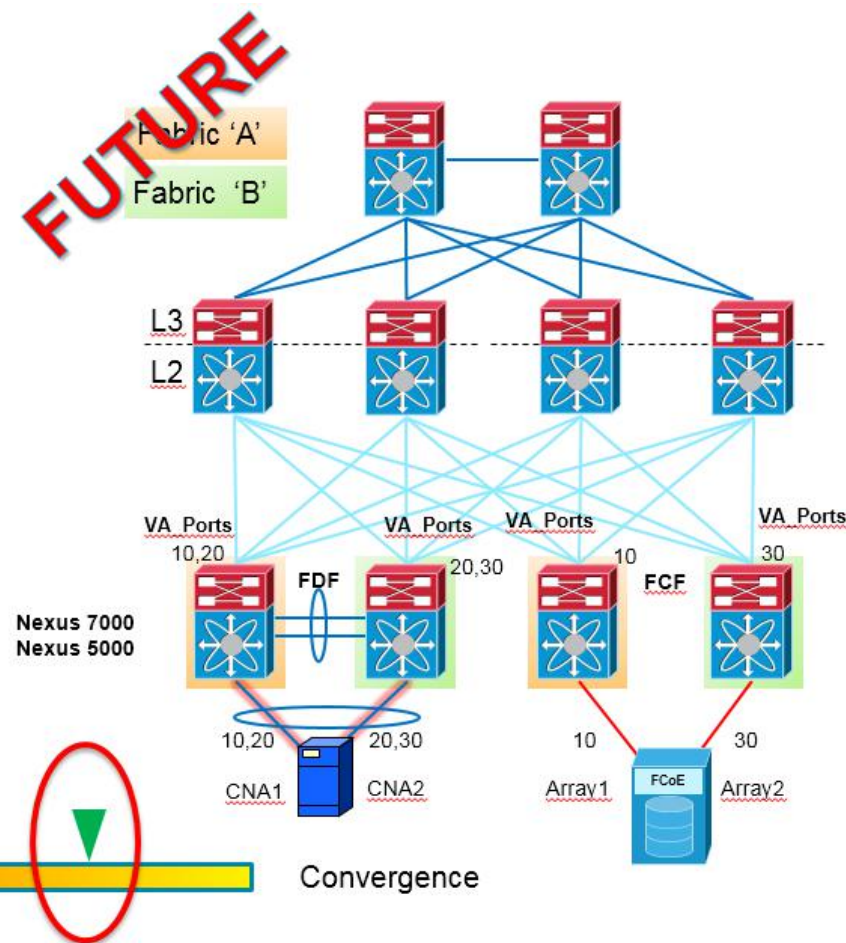 FUTURE
Fabric 'A'
Fabric 'B'
L3
L2
VA_Ports
VA_Ports
VA_Ports
VA_Ports
10,20
20,30
10
30
FDF
FCF
Nexus 7000
Nexus 5000
10,20
20,30
10
30
CNA1
CNA2
Array1
FCoE
Array2
Convergence